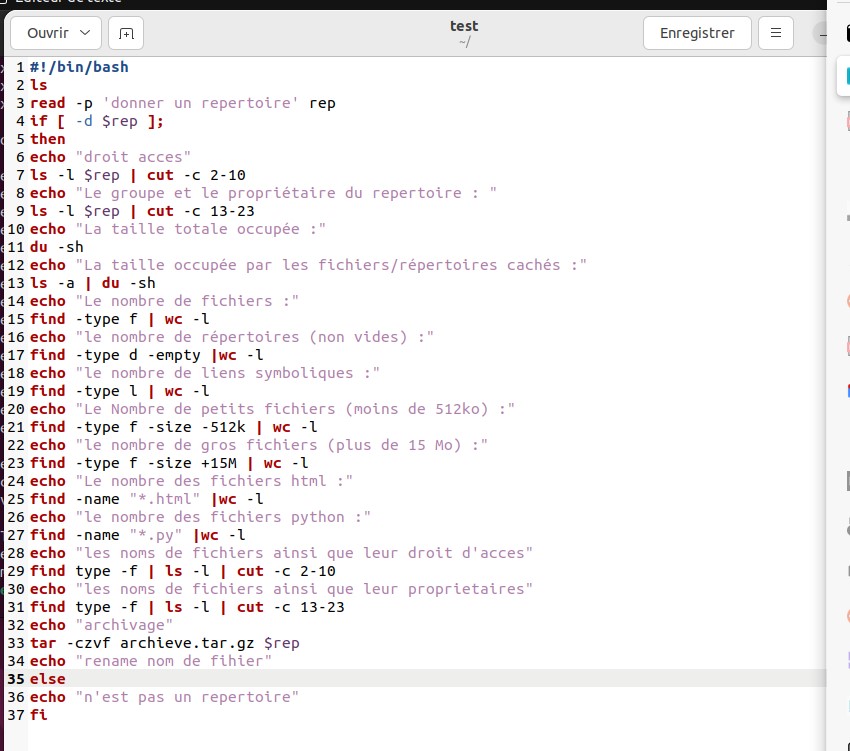 Editeur de texte
Ouvrir
test
~/
Enregistrer
1 #!/bin/bash
2 ls
3 read -p 'donner un repertoire' rep
4 if [ -d $rep ];
5 then
6 echo "droit acces"
7 ls -l $rep | cut -c 2-10
8 echo "Le groupe et le propriétaire du repertoire : "
9 ls -l $rep | cut -c 13-23
10 echo "La taille totale occupée :"
11 du -sh
12 echo "La taille occupée par les fichiers/répertoires cachés :"
13 ls -a | du -sh
14 echo "Le nombre de fichiers :"
15 find -type f | wc -l
16 echo "le nombre de répertoires (non vides) :"
17 find -type d -empty |wc -l
18 echo "le nombre de liens symboliques :"
19 find -type l | wc -l
20 echo "Le Nombre de petits fichiers (moins de 512ko) :"
21 find -type f -size -512k | wc -l
22 echo "le nombre de gros fichiers (plus de 15 Mo) :"
23 find -type f -size +15M | wc -l
24 echo "Le nombre des fichiers html :"
25 find -name "*.html" |wc -l
26 echo "le nombre des fichiers python :"
27 find -name "*.py" |wc -l
28 echo "les noms de fichiers ainsi que leur droit d'acces"
29 find type -f | ls -l | cut -c 2-10
30 echo "les noms de fichiers ainsi que leur proprietaires"
31 find type -f | ls -l | cut -c 13-23
32 echo "archivage"
33 tar -czvf archieve.tar.gz $rep
34 echo "rename nom de fihier"
35 else
36 echo "n'est pas un repertoire"
37 fi